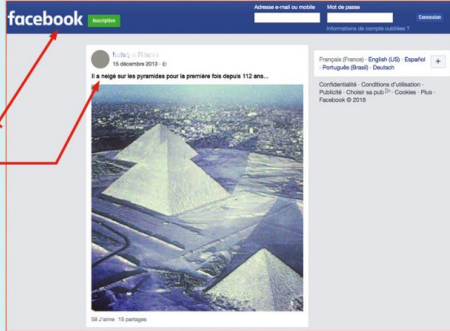 facebook
Inscription
Adresse e-mail ou mobile
Mot de passe
Connexion
Informations de compte oubliées ?
15 décembre 2013
Il a neigé sur les pyramides pour la première fois depuis 112 ans...
58 J'aime 15 partages
Français (France) · English (US) · Español
· Português (Brasil) · Deutsch
+
Confidentialité · Conditions d'utilisation ·
Publicité · Choisir sa pub · Cookies · Plus ·
Facebook © 2018